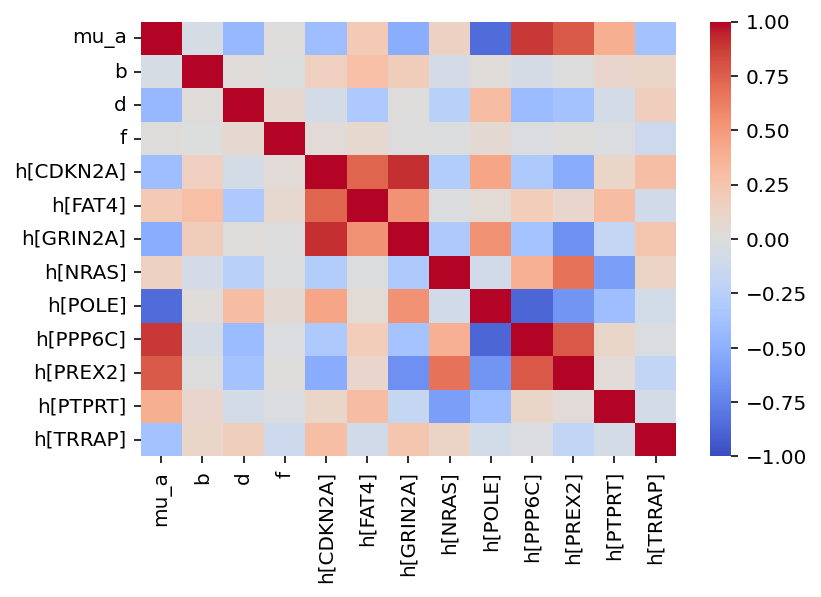 mu_a
b
d
f
h[CDKN2A]
h[FAT4]
h[GRIN2A]
h[NRAS]
h[POLE]
h[PPP6C]
h[PREX2]
h[PTPRT]
h[TRRAP]
mu_a
b
d
f
h[CDKN2A]
h[FAT4]
h[GRIN2A]
h[NRAS]
h[POLE]
h[PPP6C]
h[PREX2]
h[PTPRT]
h[TRRAP]
1.00
0.75
0.50
0.25
0.00
−0.25
−0.50
−0.75
−1.00